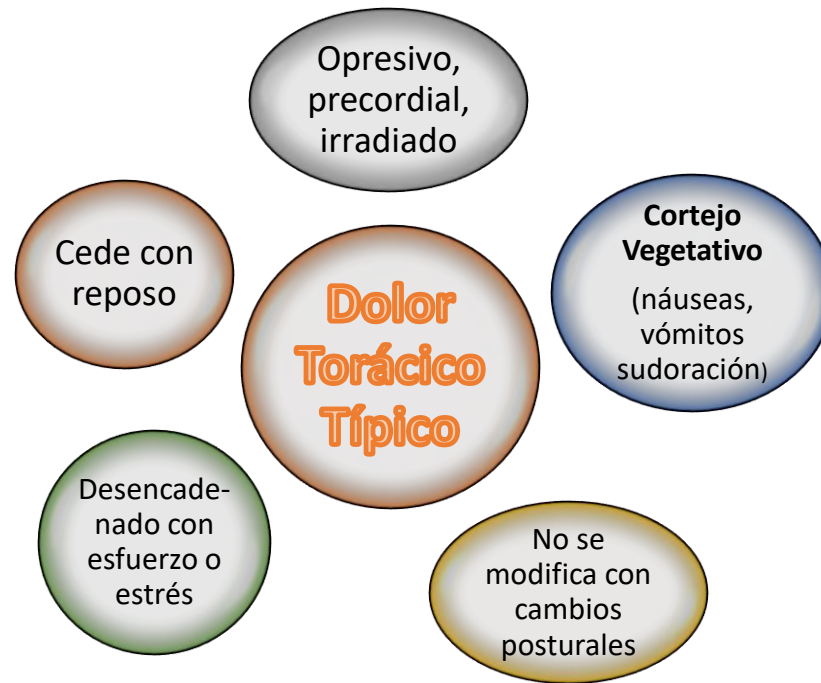 Opresivo,
precordial,
irradiado
Cortejo
Vegetativo
(náuseas,
vómitos
sudoración)
Cede con
reposo
Dolor
Torácico
Típico
Desencade-
nado con
esfuerzo o
estrés
No se
modifica con
cambios
posturales